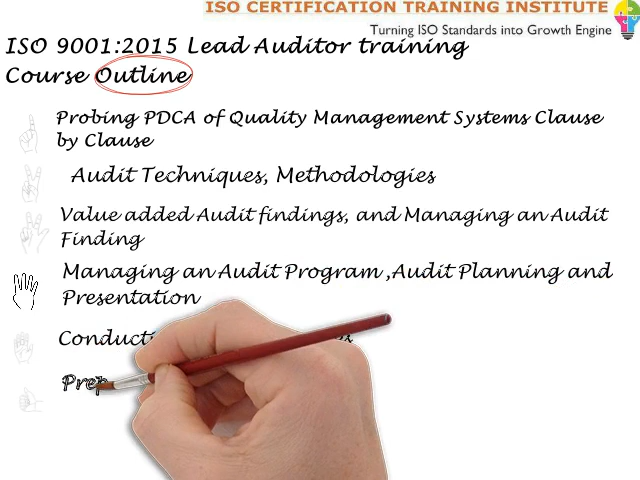 ISO CERTIFICATION TRAINING INSTITUTE
Turning ISO Standards into Growth Engine
ISO 9001:2015 Lead Auditor training
Course Outline
Probing PDCA of Quality Management Systems Clause
by Clause
Audit Techniques, Methodologies
Value added Audit findings, and Managing an Audit
Finding
Managing an Audit Program ,Audit Planning and
Presentation
Conducti
Prep